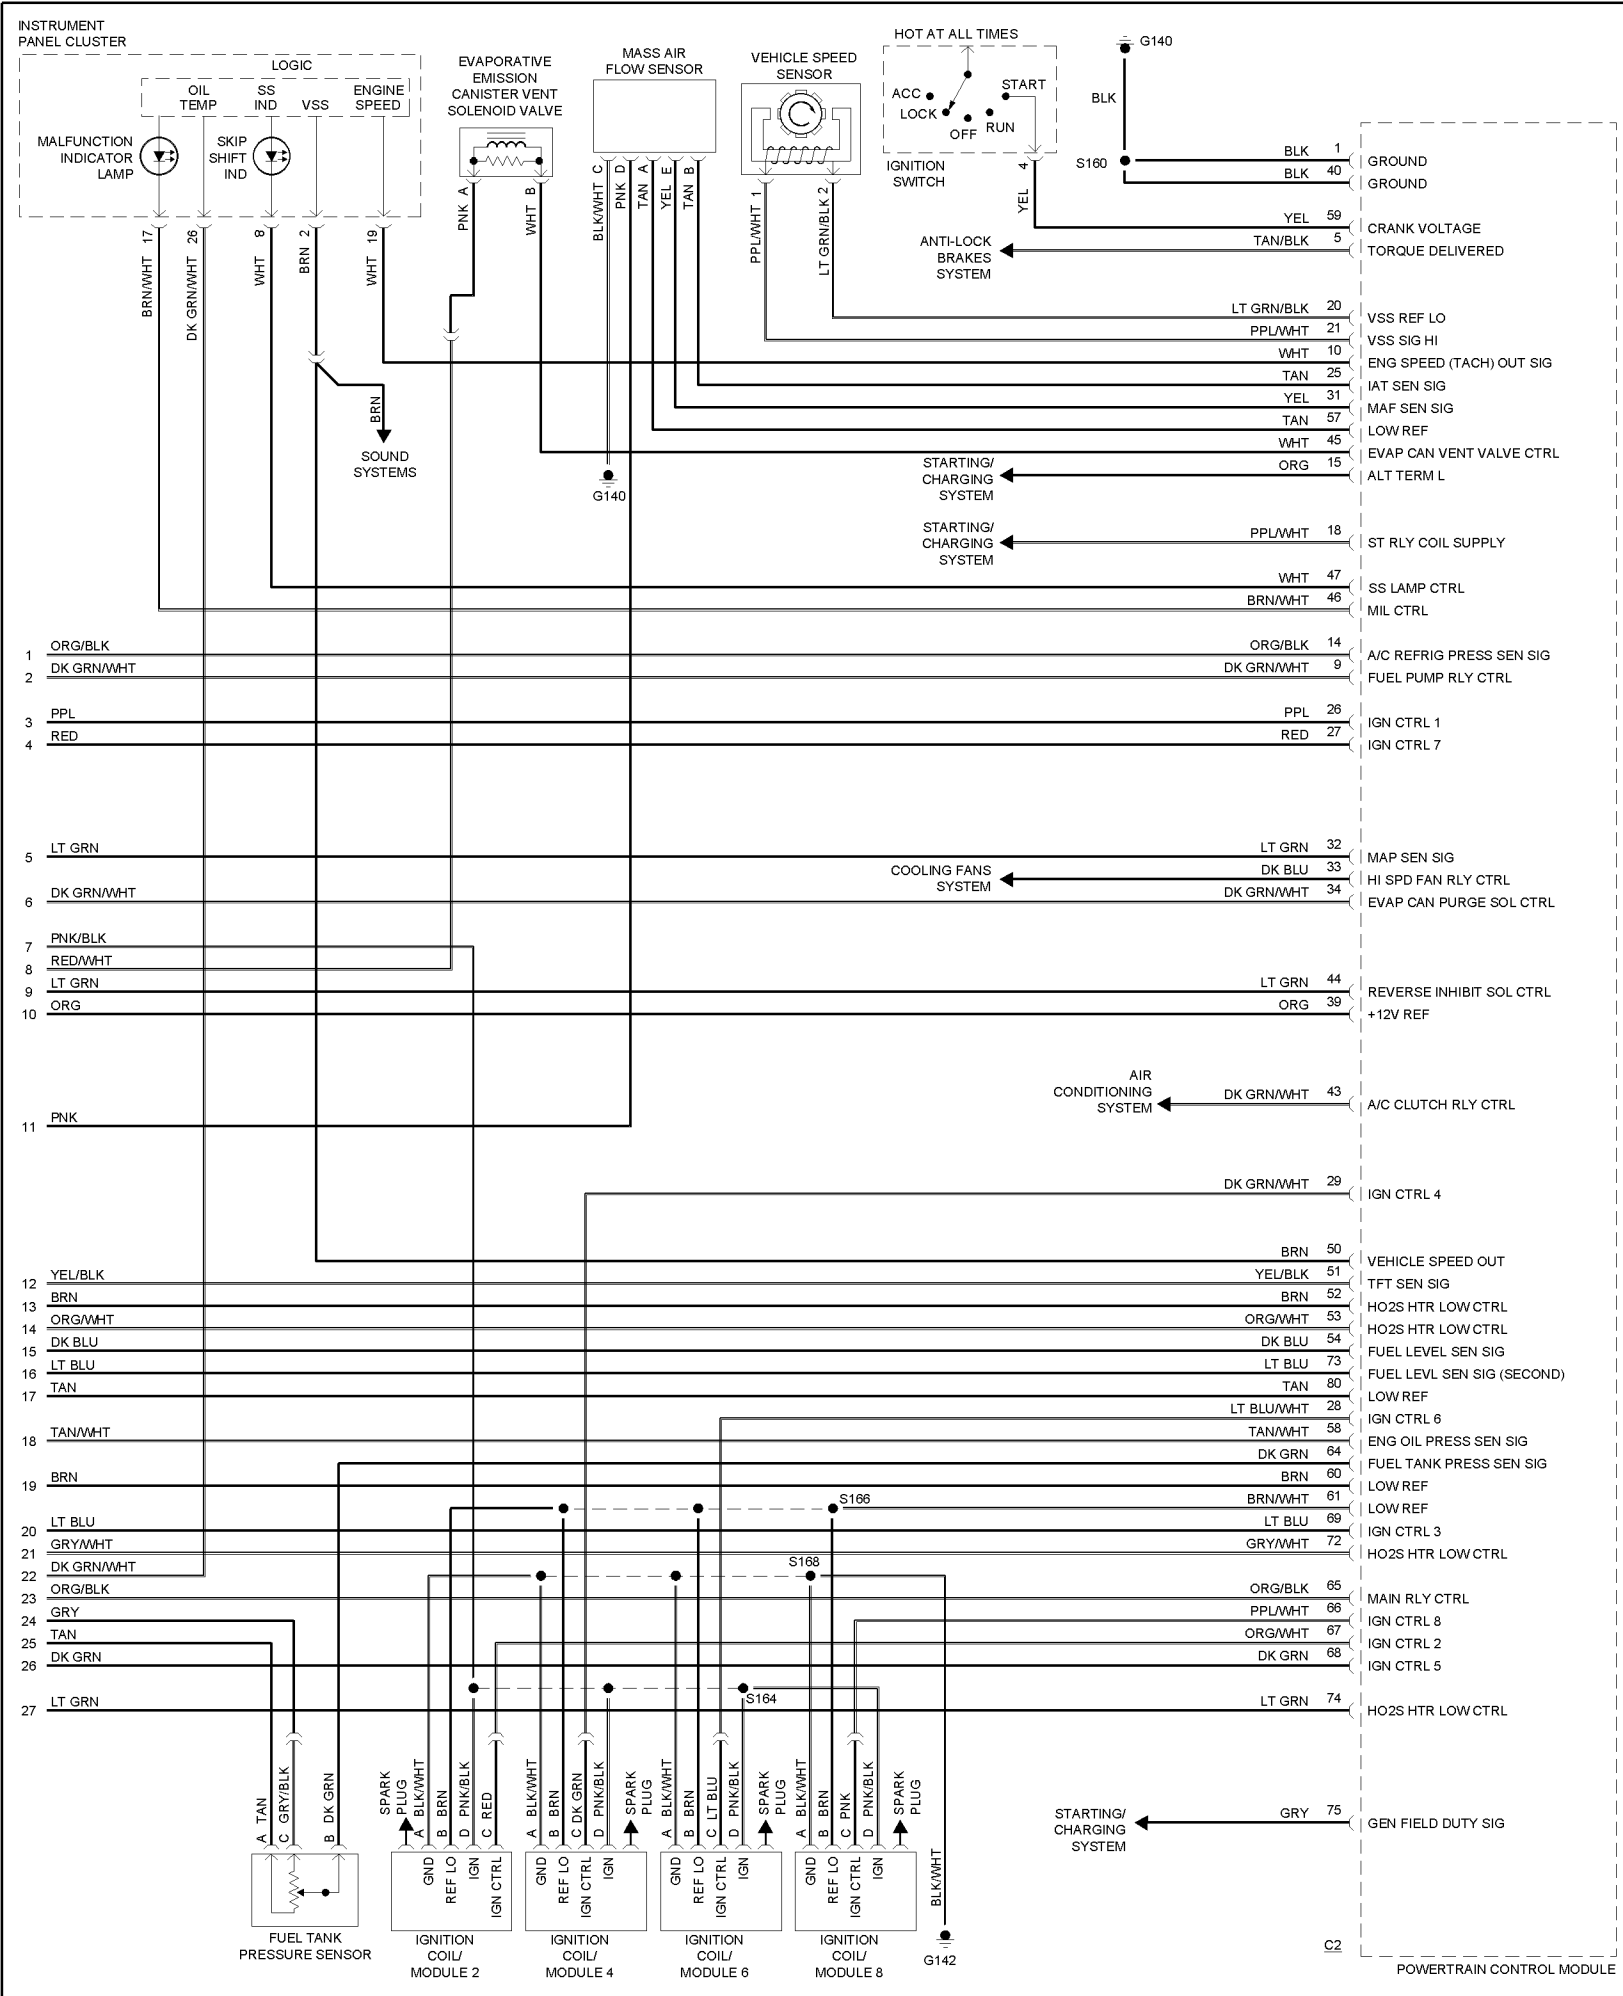 INSTRUMENT
PANEL CLUSTER
LOGIC
OIL
TEMP
SS
IND
VSS
ENGINE
SPEED
MALFUNCTION
INDICATOR
LAMP
SKIP
SHIFT
IND
BRN/WHT 17
DK GRN/WHT 26
WHT 8
BRN 2
WHT 19
EVAPORATIVE
EMISSION
CANISTER VENT
SOLENOID VALVE
PNK A
WHT B
MASS AIR
FLOW SENSOR
BLK/WHT C
PNK D
TAN A
YEL E
TAN B
VEHICLE SPEED
SENSOR
PPL/WHT 1
LT GRN/BLK 2
HOT AT ALL TIMES
ACC
LOCK
OFF
RUN
START
IGNITION
SWITCH
YEL 4
G140
BLK
S160
BLK 1 GROUND
BLK 40 GROUND
YEL 59 CRANK VOLTAGE
ANTI-LOCK
BRAKES
SYSTEM
TAN/BLK 5 TORQUE DELIVERED
LT GRN/BLK 20 VSS REF LO
PPL/WHT 21 VSS SIG HI
WHT 10 ENG SPEED (TACH) OUT SIG
TAN 25 IAT SEN SIG
YEL 31 MAF SEN SIG
TAN 57 LOW REF
WHT 45 EVAP CAN VENT VALVE CTRL
BRN
SOUND
SYSTEMS
G140
STARTING/
CHARGING
SYSTEM
ORG 15 ALT TERM L
STARTING/
CHARGING
SYSTEM
PPL/WHT 18 ST RLY COIL SUPPLY
WHT 47 SS LAMP CTRL
BRN/WHT 46 MIL CTRL
1 ORG/BLK ORG/BLK 14 A/C REFRIG PRESS SEN SIG
2 DK GRN/WHT DK GRN/WHT 9 FUEL PUMP RLY CTRL
3 PPL PPL 26 IGN CTRL 1
4 RED RED 27 IGN CTRL 7
5 LT GRN LT GRN 32 MAP SEN SIG
COOLING FANS
SYSTEM
DK BLU 33 HI SPD FAN RLY CTRL
6 DK GRN/WHT DK GRN/WHT 34 EVAP CAN PURGE SOL CTRL
7 PNK/BLK
8 RED/WHT
9 LT GRN LT GRN 44 REVERSE INHIBIT SOL CTRL
10 ORG ORG 39 +12V REF
AIR
CONDITIONING
SYSTEM
DK GRN/WHT 43 A/C CLUTCH RLY CTRL
11 PNK
DK GRN/WHT 29 IGN CTRL 4
BRN 50 VEHICLE SPEED OUT
12 YEL/BLK YEL/BLK 51 TFT SEN SIG
13 BRN BRN 52 HO2S HTR LOW CTRL
14 ORG/WHT ORG/WHT 53 HO2S HTR LOW CTRL
15 DK BLU DK BLU 54 FUEL LEVEL SEN SIG
16 LT BLU LT BLU 73 FUEL LEVL SEN SIG (SECOND)
17 TAN TAN 80 LOW REF
LT BLU/WHT 28 IGN CTRL 6
18 TAN/WHT TAN/WHT 58 ENG OIL PRESS SEN SIG
DK GRN 64 FUEL TANK PRESS SEN SIG
19 BRN BRN 60 LOW REF
S166 BRN/WHT 61 LOW REF
20 LT BLU LT BLU 69 IGN CTRL 3
21 GRY/WHT GRY/WHT 72 HO2S HTR LOW CTRL
22 DK GRN/WHT S168
23 ORG/BLK ORG/BLK 65 MAIN RLY CTRL
24 GRY PPL/WHT 66 IGN CTRL 8
25 TAN ORG/WHT 67 IGN CTRL 2
26 DK GRN DK GRN 68 IGN CTRL 5
S164
27 LT GRN LT GRN 74 HO2S HTR LOW CTRL
A TAN
C GRY/BLK
B DK GRN
FUEL TANK
PRESSURE SENSOR
SPARK
PLUG
A BLK/WHT
B BRN
D PNK/BLK
C RED
GND
REF LO
IGN
IGN CTRL
IGNITION
COIL/
MODULE 2
A BLK/WHT
B BRN
C DK GRN
D PNK/BLK
SPARK
PLUG
GND
REF LO
IGN CTRL
IGN
IGNITION
COIL/
MODULE 4
A BLK/WHT
B BRN
C LT BLU
D PNK/BLK
SPARK
PLUG
GND
REF LO
IGN CTRL
IGN
IGNITION
COIL/
MODULE 6
A BLK/WHT
B BRN
C PNK
D PNK/BLK
SPARK
PLUG
GND
REF LO
IGN CTRL
IGN
IGNITION
COIL/
MODULE 8
BLK/WHT
G142
STARTING/
CHARGING
SYSTEM
GRY 75 GEN FIELD DUTY SIG
C2
POWERTRAIN CONTROL MODULE